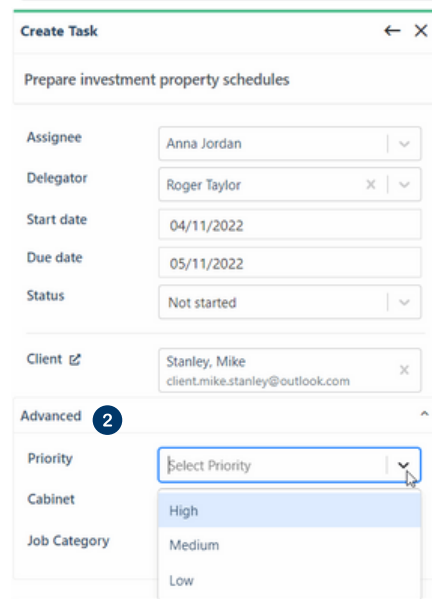 Create Task
Prepare investment property schedules
Assignee
Anna Jordan
Delegator
Roger Taylor
Start date
04/11/2022
Due date
05/11/2022
Status
Not started
Client
Stanley, Mike
client.mike.stanley@outlook.com
Advanced 2
Priority
Select Priority
Cabinet
High
Job Category
Medium
Low